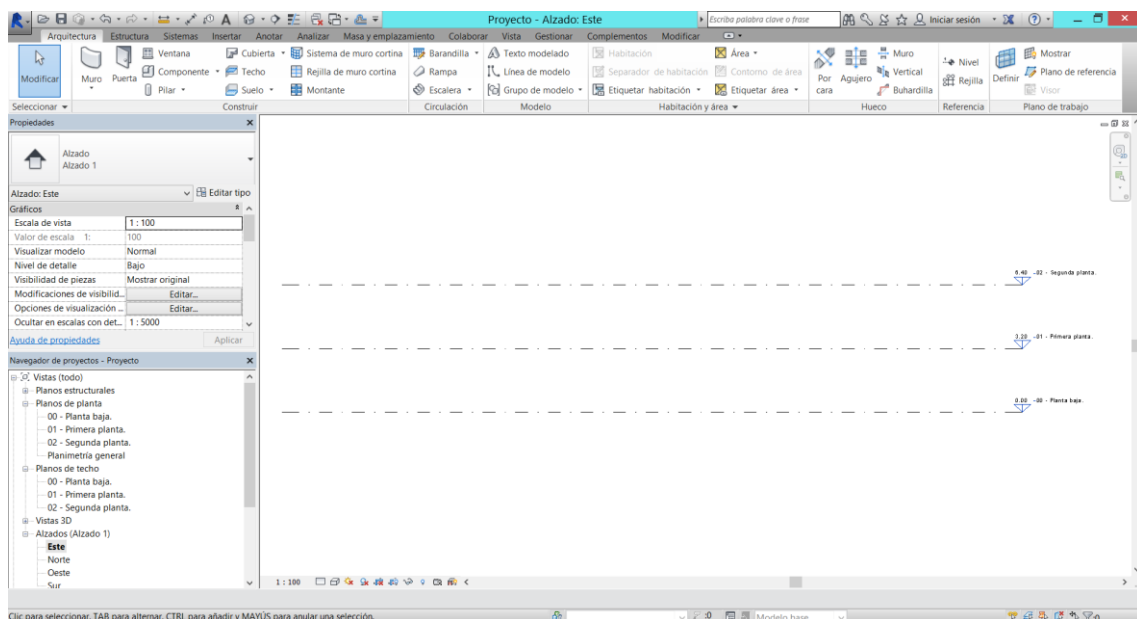 Proyecto - Alzado: Este
Escriba palabra clave o frase
Iniciar sesión
Arquitectura Estructura Sistemas Insertar Anotar Analizar Masa y emplazamiento Colaborar Vista Gestionar Complementos Modificar
Modificar
Muro
Puerta
Ventana
Componente
Pilar
Cubierta
Techo
Suelo
Sistema de muro cortina
Rejilla de muro cortina
Montante
Barandilla
Rampa
Escalera
Texto modelado
Línea de modelo
Grupo de modelo
Habitación
Separador de habitación
Etiquetar habitación
Área
Contorno de área
Etiquetar área
Por cara
Agujero
Muro
Vertical
Buhardilla
Nivel
Rejilla
Definir
Mostrar
Plano de referencia
Visor
Seleccionar Construir Circulación Modelo Habitación y área Hueco Referencia Plano de trabajo
Propiedades
Alzado
Alzado 1
Alzado: Este Editar tipo
Gráficos
Escala de vista 1 : 100
Valor de escala 1: 100
Visualizar modelo Normal
Nivel de detalle Bajo
Visibilidad de piezas Mostrar original
Modificaciones de visibilid... Editar...
Opciones de visualización ... Editar...
Ocultar en escalas con det... 1 : 5000
Ayuda de propiedades Aplicar
Navegador de proyectos - Proyecto
Vistas (todo)
Planos estructurales
Planos de planta
00 - Planta baja.
01 - Primera planta.
02 - Segunda planta.
Planimetría general
Planos de techo
00 - Planta baja.
01 - Primera planta.
02 - Segunda planta.
Vistas 3D
Alzados (Alzado 1)
Este
Norte
Oeste
Sur
6.40 -02 - Segunda planta.
3.20 -01 - Primera planta.
0.00 -00 - Planta baja.
1 : 100
Clic para seleccionar, TAB para alternar, CTRL para añadir y MAYÚS para anular una selección.
:0
Modelo base
:0